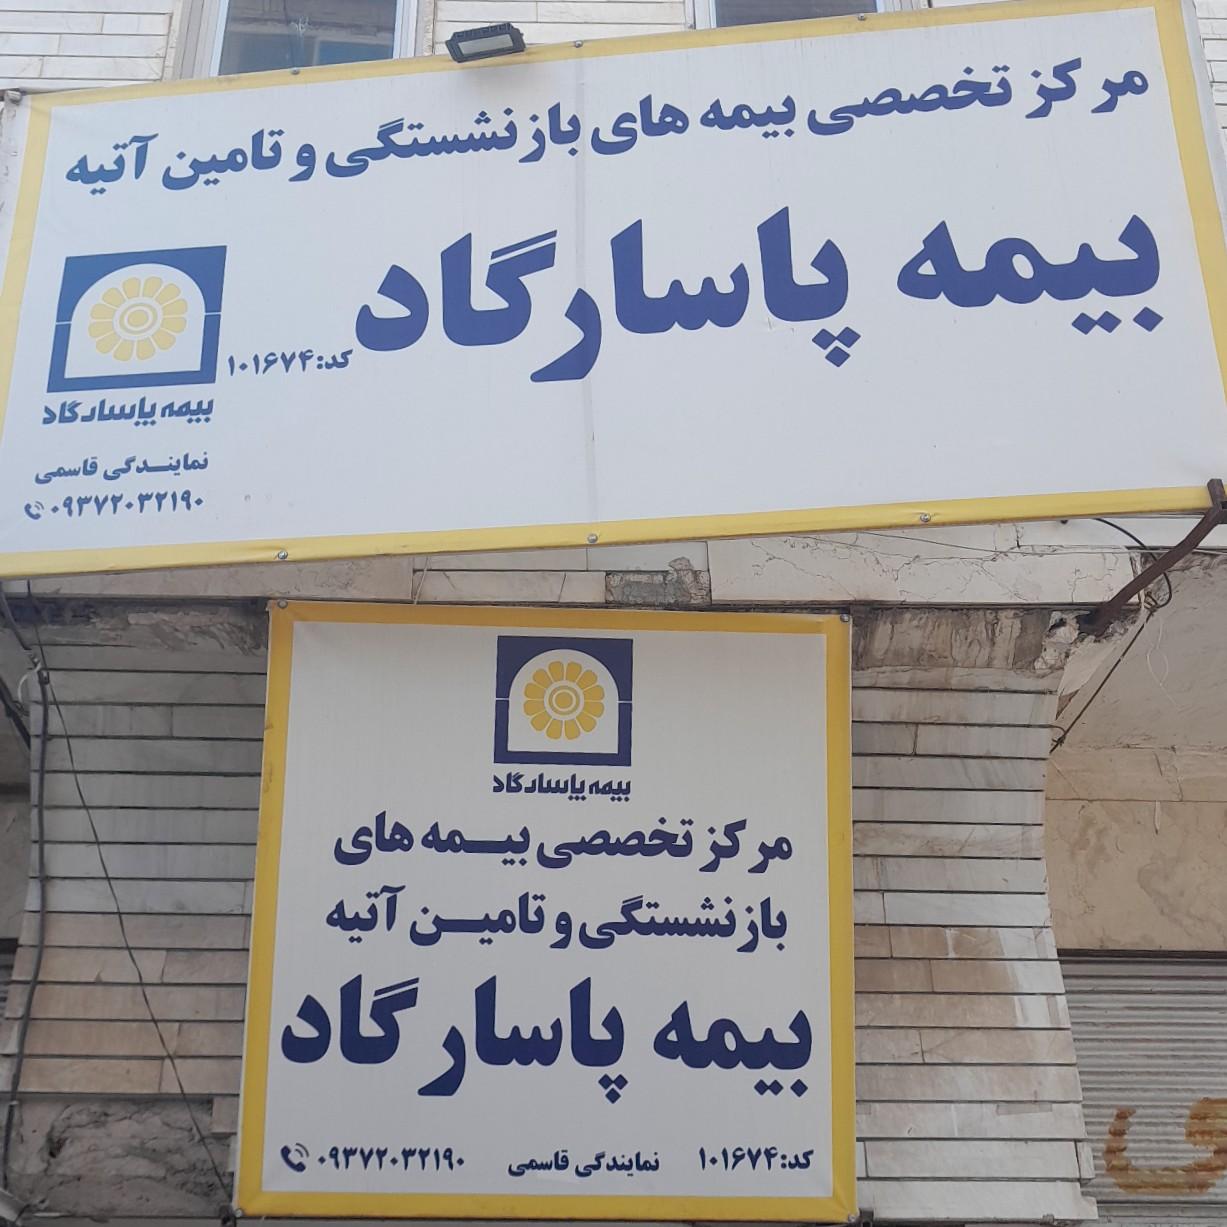 مرکز تخصصی بیمه های بازنشستگی و تامین آتیه
بیمه پاسارگاد
کد: ۱۰۱۶۷۴
بیمه پاسارگاد
نمایندگی قاسمی
۰۹۳۷۲۰۳۲۱۹۰
بیمه پاسارگاد
مرکز تخصصی بیمه های
بازنشستگی و تامین آتیه
بیمه پاسارگاد
کد: ۱۰۱۶۷۴ نمایندگی قاسمی ۰۹۳۷۲۰۳۲۱۹۰